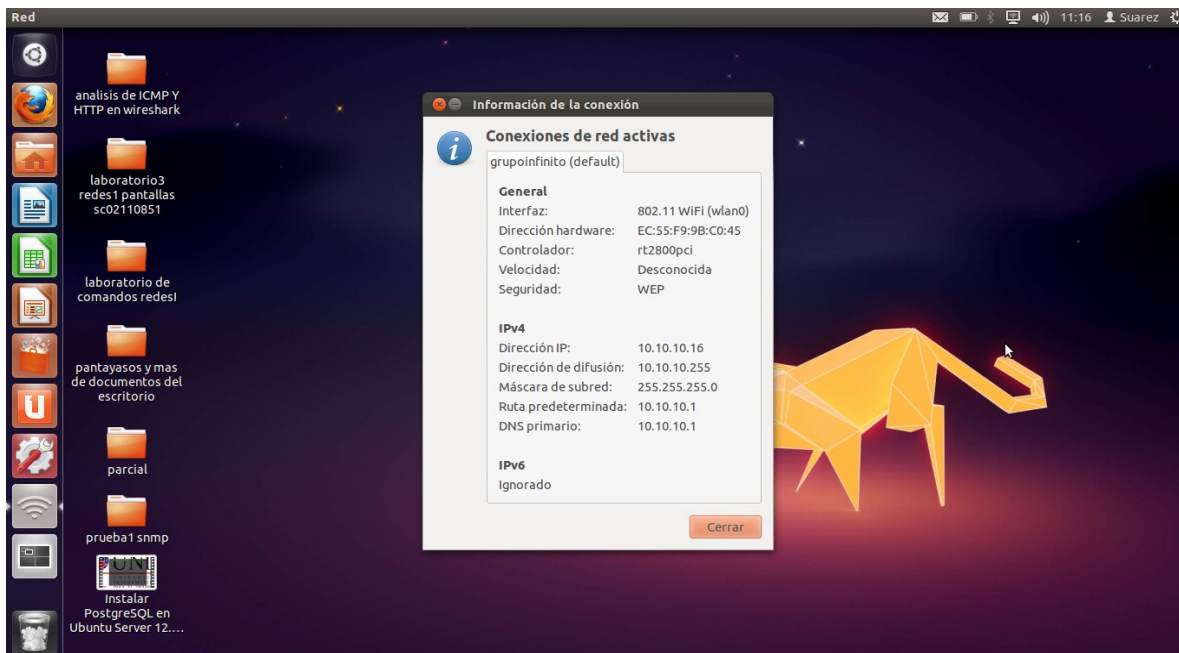 Red
11:16 Suarez
analisis de ICMP Y
HTTP en wireshark
laboratorio3
redes1 pantallas
sc02110851
laboratorio de
comandos redesI
pantayasos y mas
de documentos del
escritorio
parcial
prueba1 snmp
UNI
Instalar
PostgreSQL en
Ubuntu Server 12....
Información de la conexión
Conexiones de red activas
grupoinfinito (default)
General
Interfaz: 802.11 WiFi (wlan0)
Dirección hardware: EC:55:F9:9B:C0:45
Controlador: rt2800pci
Velocidad: Desconocida
Seguridad: WEP
IPv4
Dirección IP: 10.10.10.16
Dirección de difusión: 10.10.10.255
Máscara de subred: 255.255.255.0
Ruta predeterminada: 10.10.10.1
DNS primario: 10.10.10.1
IPv6
Ignorado
Cerrar